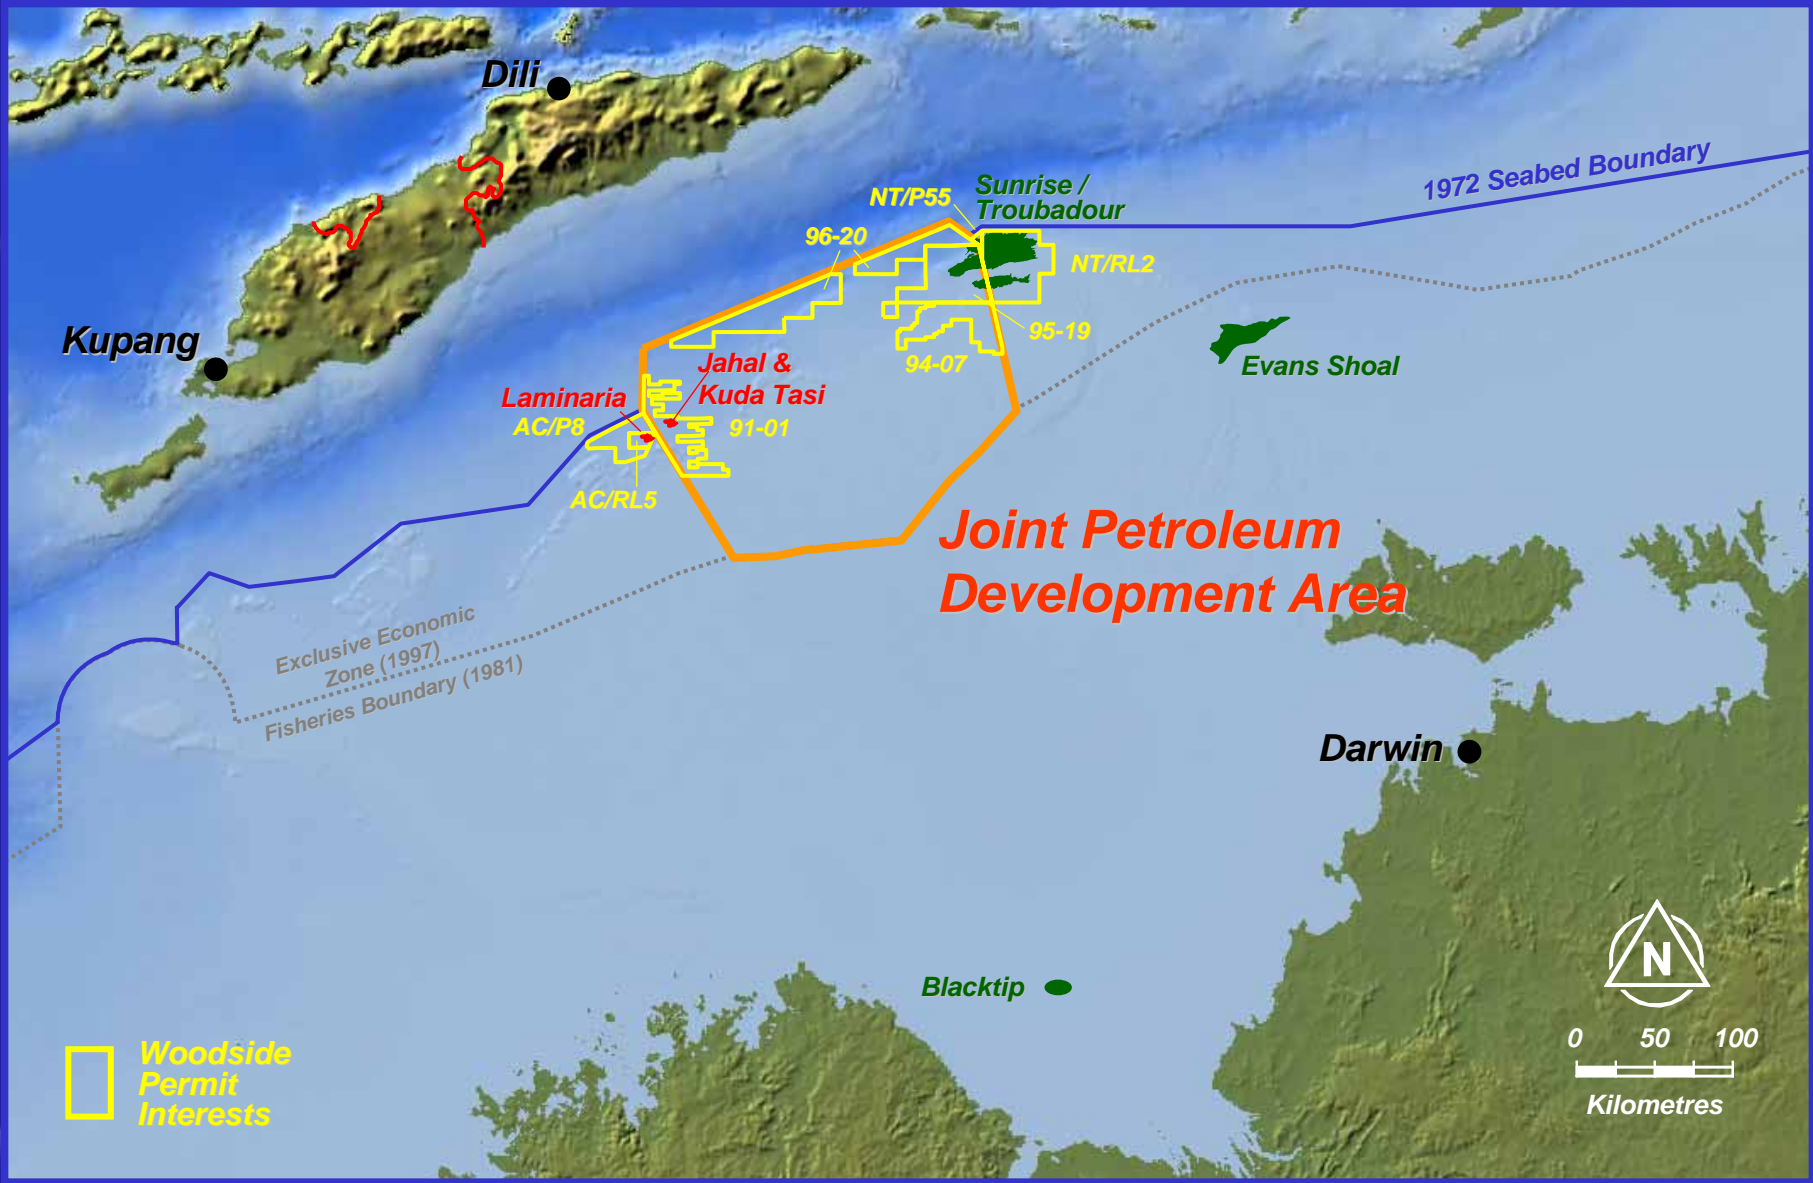 Dili
1972 Seabed Boundary
Sunrise /
Troubadour
NT/P55
96-20
NT/RL2
95-19
94-07
Kupang
Evans Shoal
Jahal &
Kuda Tasi
Laminaria
AC/P8
91-01
AC/RL5
Joint Petroleum
Development Area
Exclusive Economic
Zone (1997)
Fisheries Boundary (1981)
Darwin
Blacktip
N
0 50 100
Kilometres
Woodside
Permit
Interests